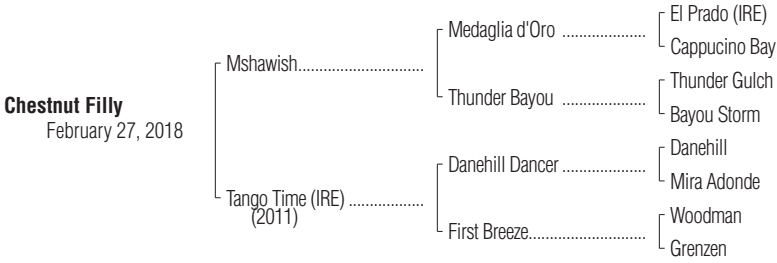 El Prado (IRE)
Medaglia d'Oro ....................
Cappucino Bay
Mshawish..............................
Thunder Gulch
Thunder Bayou ....................
Bayou Storm
Chestnut Filly
February 27, 2018
Danehill
Danehill Dancer ....................
Mira Adonde
Tango Time (IRE) ..................
(2011)
Woodman
First Breeze............................
Grenzen